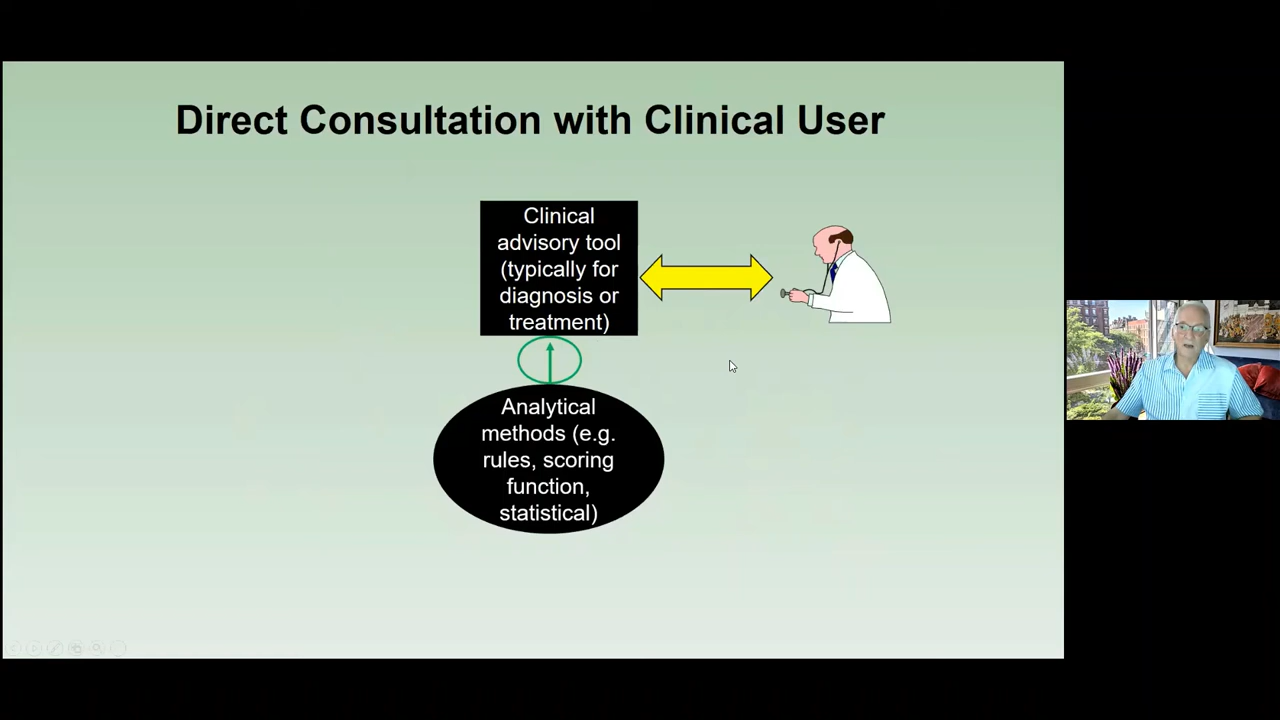 Direct Consultation with Clinical User
Clinical
advisory tool
(typically for
diagnosis or
treatment)
Analytical
methods (e.g.
rules, scoring
function,
statistical)